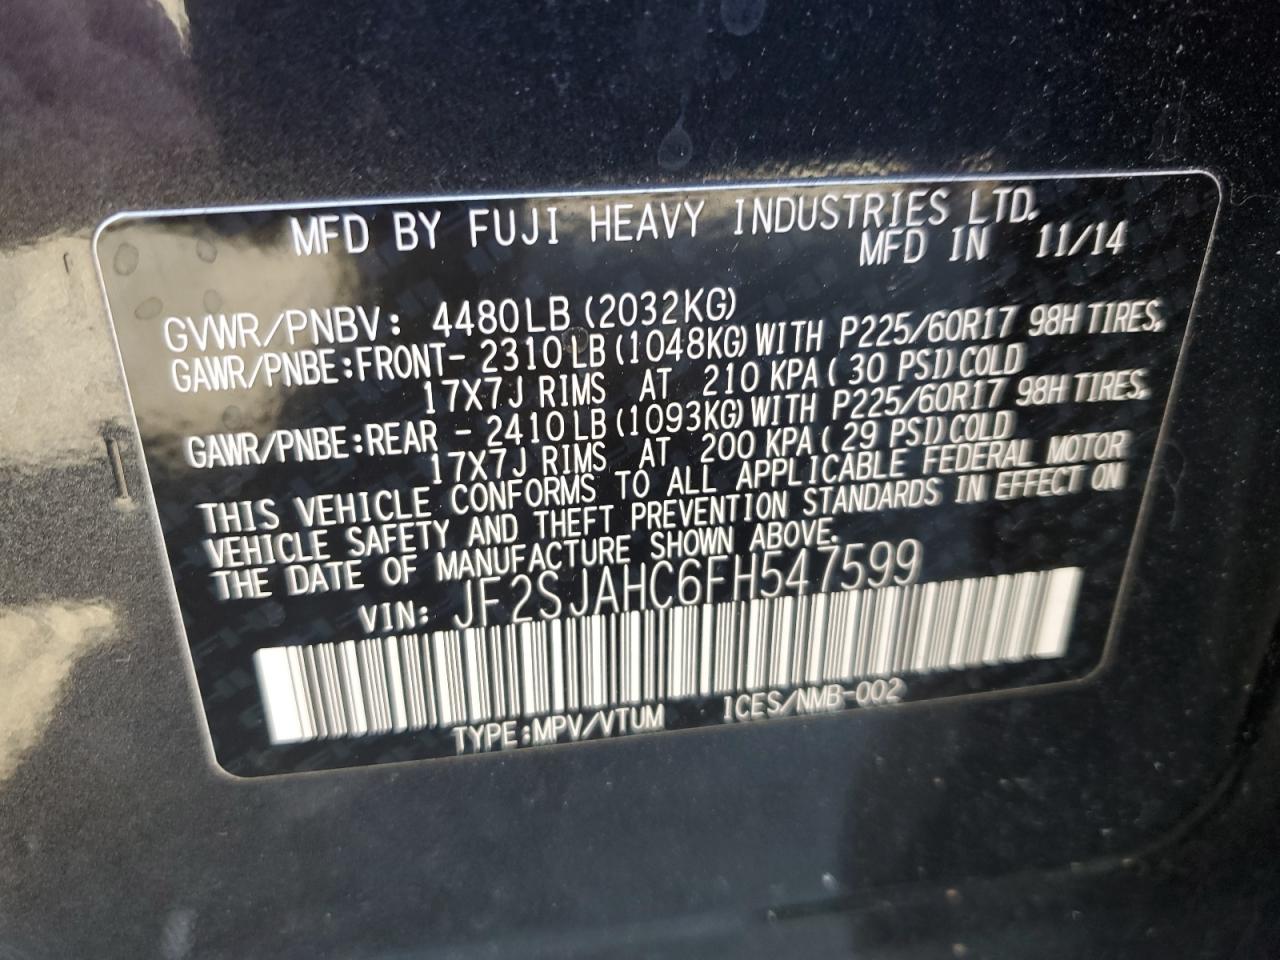 MFD BY FUJI HEAVY INDUSTRIES LTD.
MFD IN 11/14
GVWR/PNBV: 4480LB (2032KG)
GAWR/PNBE:FRONT- 2310LB (1048KG) WITH P225/60R17 98H TIRES,
17X7J RIMS AT 210 KPA ( 30 PSI) COLD
GAWR/PNBE:REAR - 2410LB (1093KG) WITH P225/60R17 98H TIRES,
17X7J RIMS AT 200 KPA ( 29 PSI) COLD
THIS VEHICLE CONFORMS TO ALL APPLICABLE FEDERAL MOTOR
VEHICLE SAFETY AND THEFT PREVENTION STANDARDS IN EFFECT ON
THE DATE OF MANUFACTURE SHOWN ABOVE.
VIN: JF2SJAHC6FH547599
TYPE:MPV/VTUM ICES/NMB-002